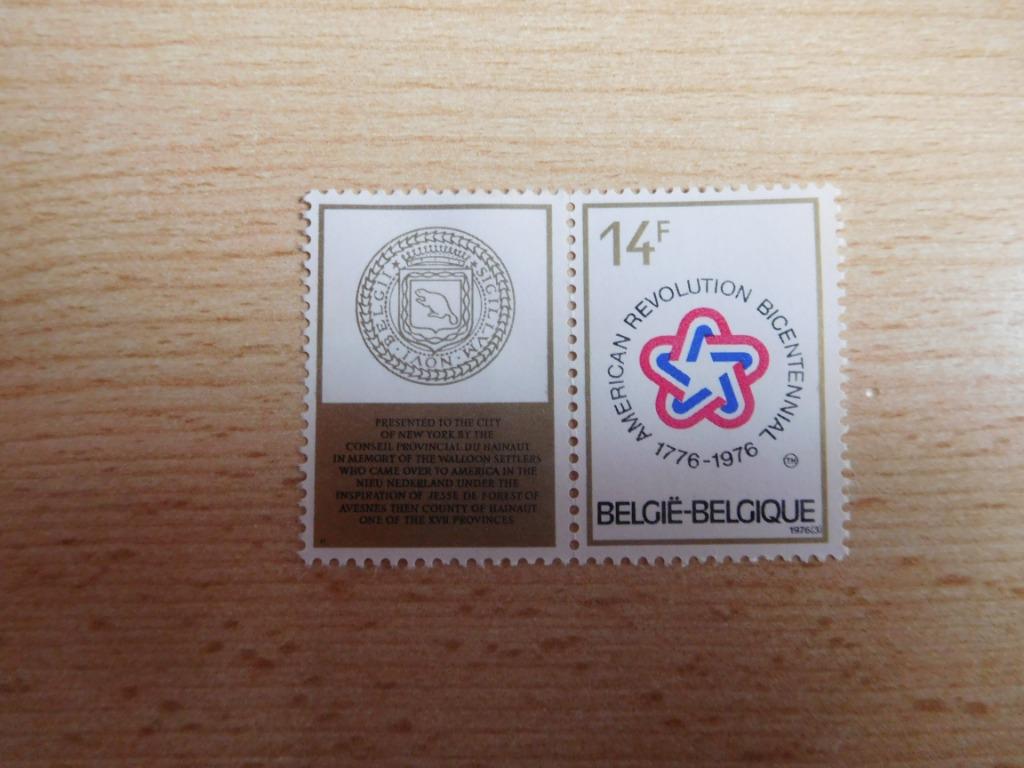 SIGILLVM · NOVI · BELGII
PRESENTED TO THE CITY
OF NEW YORK BY THE
CONSEIL PROVINCIAL DU HAINAUT
IN MEMORY OF THE WALLOON SETTLERS
WHO CAME OVER TO AMERICA IN THE
NIEU NEDERLAND UNDER THE
INSPIRATION OF JESSE DE FOREST OF
AVESNES THEN COUNTY OF HAINAUT
ONE OF THE XVII PROVINCES
14F
AMERICAN REVOLUTION BICENTENNIAL
1776-1976
TM
BELGIË-BELGIQUE
1976(3)